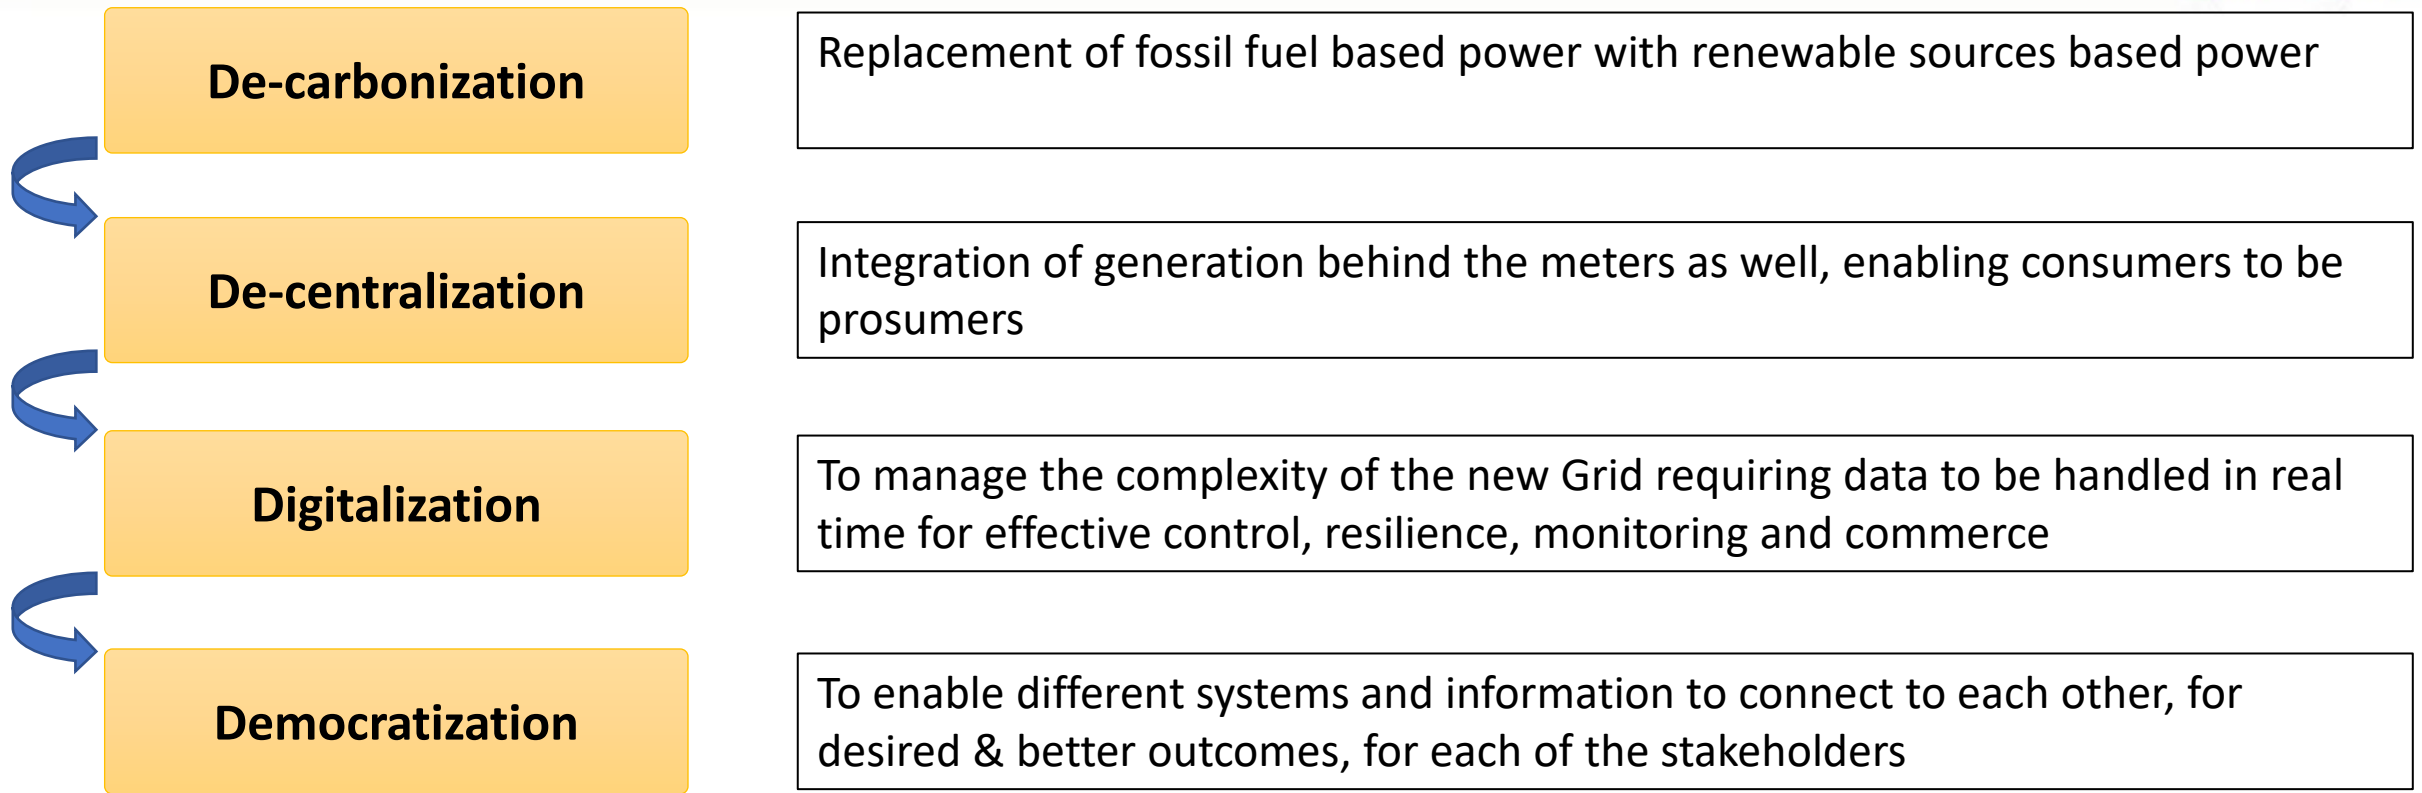 De-carbonization
Replacement of fossil fuel based power with renewable sources based power
De-centralization
Integration of generation behind the meters as well, enabling consumers to be
prosumers
Digitalization
To manage the complexity of the new Grid requiring data to be handled in real
time for effective control, resilience, monitoring and commerce
Democratization
To enable different systems and information to connect to each other, for
desired & better outcomes, for each of the stakeholders